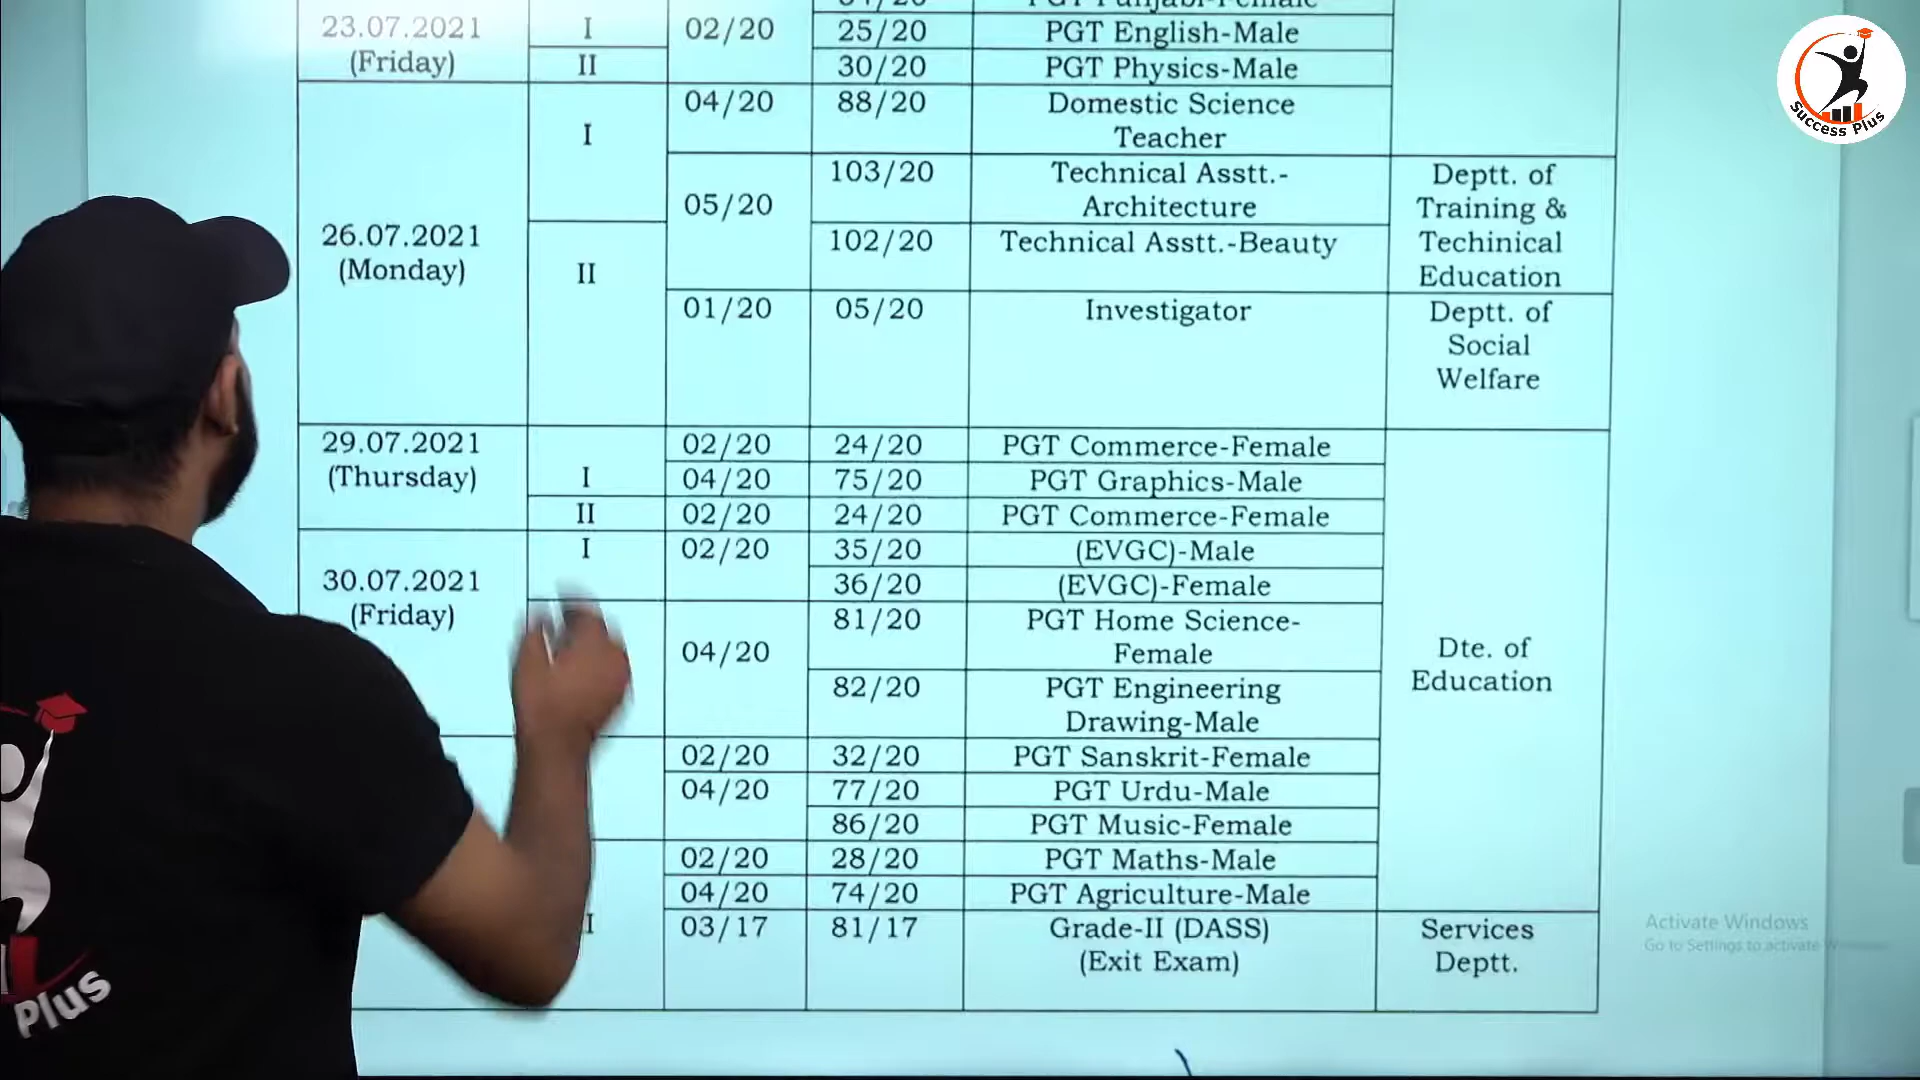 23.07.2021
(Friday)
I
II
02/20
25/20
PGT English-Male
30/20
PGT Physics-Male
26.07.2021
(Monday)
I
04/20
88/20
Domestic Science
Teacher
05/20
103/20
Technical Asstt.-
Architecture
Deptt. of
Training &
Techinical
Education
II
102/20
Technical Asstt.-Beauty
01/20
05/20
Investigator
Deptt. of
Social
Welfare
29.07.2021
(Thursday)
I
02/20
24/20
PGT Commerce-Female
04/20
75/20
PGT Graphics-Male
II
02/20
24/20
PGT Commerce-Female
30.07.2021
(Friday)
I
02/20
35/20
(EVGC)-Male
36/20
(EVGC)-Female
04/20
81/20
PGT Home Science-
Female
82/20
PGT Engineering
Drawing-Male
Dte. of
Education
02/20
32/20
PGT Sanskrit-Female
04/20
77/20
PGT Urdu-Male
86/20
PGT Music-Female
02/20
28/20
PGT Maths-Male
04/20
74/20
PGT Agriculture-Male
I
03/17
81/17
Grade-II (DASS)
(Exit Exam)
Services
Deptt.
Success Plus
Activate Windows
Go to Settings to activate Windows
Plus